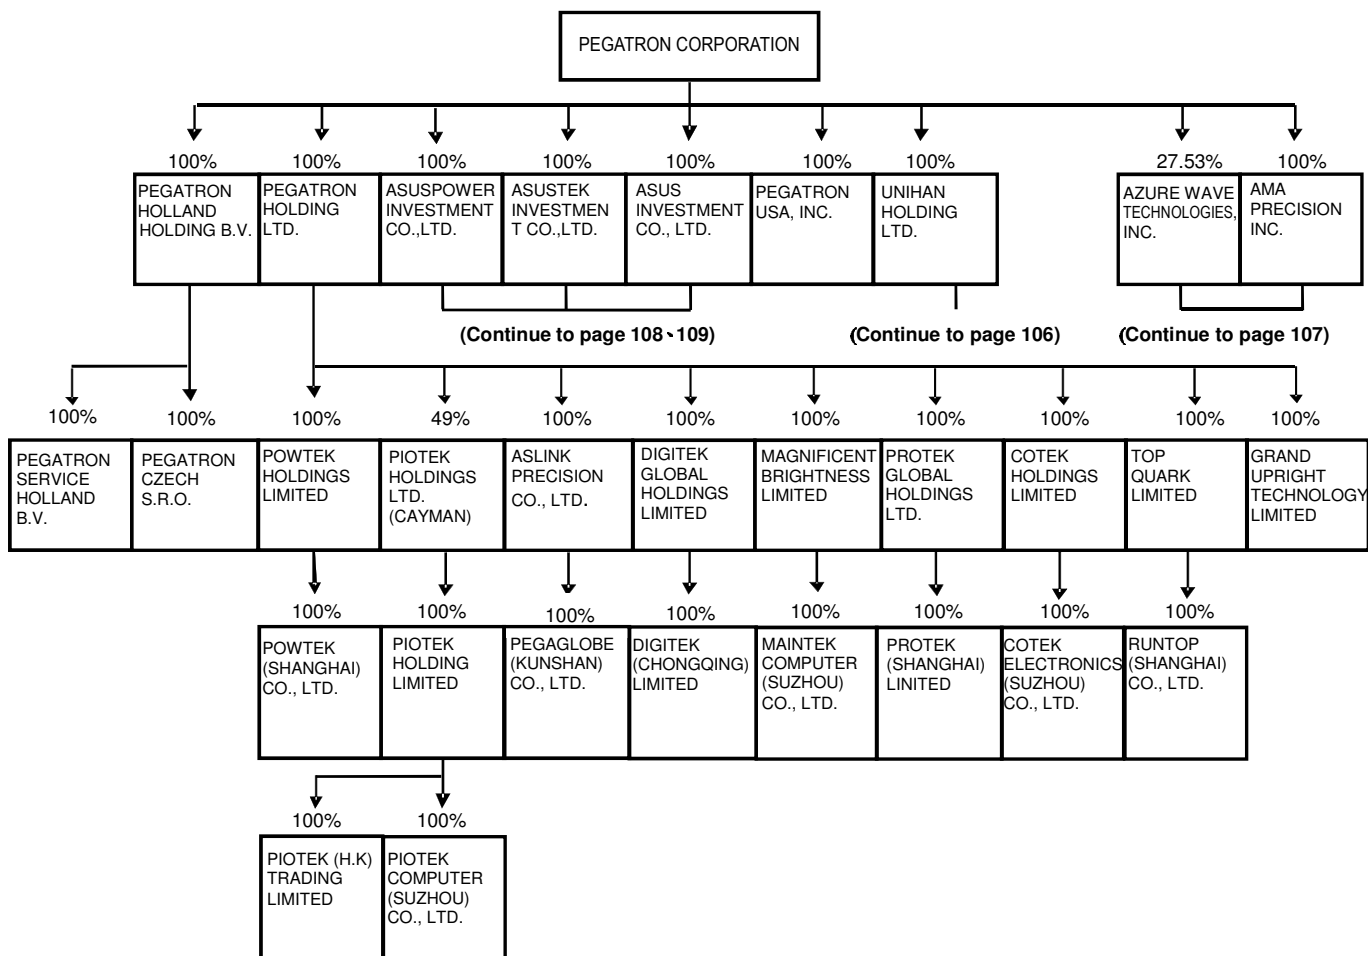 PEGATRON CORPORATION
100%
100%
100%
100%
100%
100%
100%
27.53%
100%
PEGATRON
HOLLAND
HOLDING B.V.
PEGATRON
HOLDING
LTD.
ASUSPOWER
INVESTMENT
CO.,LTD.
ASUSTEK
INVESTMEN
T CO.,LTD.
ASUS
INVESTMENT
CO., LTD.
PEGATRON
USA, INC.
UNIHAN
HOLDING
LTD.
AZURE WAVE
TECHNOLOGIES,
INC.
AMA
PRECISION
INC.
(Continue to page 108、109)
(Continue to page 106)
(Continue to page 107)
100%
100%
100%
49%
100%
100%
100%
100%
100%
100%
100%
PEGATRON
SERVICE
HOLLAND
B.V.
PEGATRON
CZECH
S.R.O.
POWTEK
HOLDINGS
LIMITED
PIOTEK
HOLDINGS
LTD.
(CAYMAN)
ASLINK
PRECISION
CO., LTD.
DIGITEK
GLOBAL
HOLDINGS
LIMITED
MAGNIFICENT
BRIGHTNESS
LIMITED
PROTEK
GLOBAL
HOLDINGS
LTD.
COTEK
HOLDINGS
LIMITED
TOP
QUARK
LIMITED
GRAND
UPRIGHT
TECHNOLOGY
LIMITED
100%
100%
100%
100%
100%
100%
100%
100%
POWTEK
(SHANGHAI)
CO., LTD.
PIOTEK
HOLDING
LIMITED
PEGAGLOBE
(KUNSHAN)
CO., LTD.
DIGITEK
(CHONGQING)
LIMITED
MAINTEK
COMPUTER
(SUZHOU)
CO., LTD.
PROTEK
(SHANGHAI)
LINITED
COTEK
ELECTRONICS
(SUZHOU)
CO., LTD.
RUNTOP
(SHANGHAI)
CO., LTD.
100%
100%
PIOTEK (H.K)
TRADING
LIMITED
PIOTEK
COMPUTER
(SUZHOU)
CO., LTD.